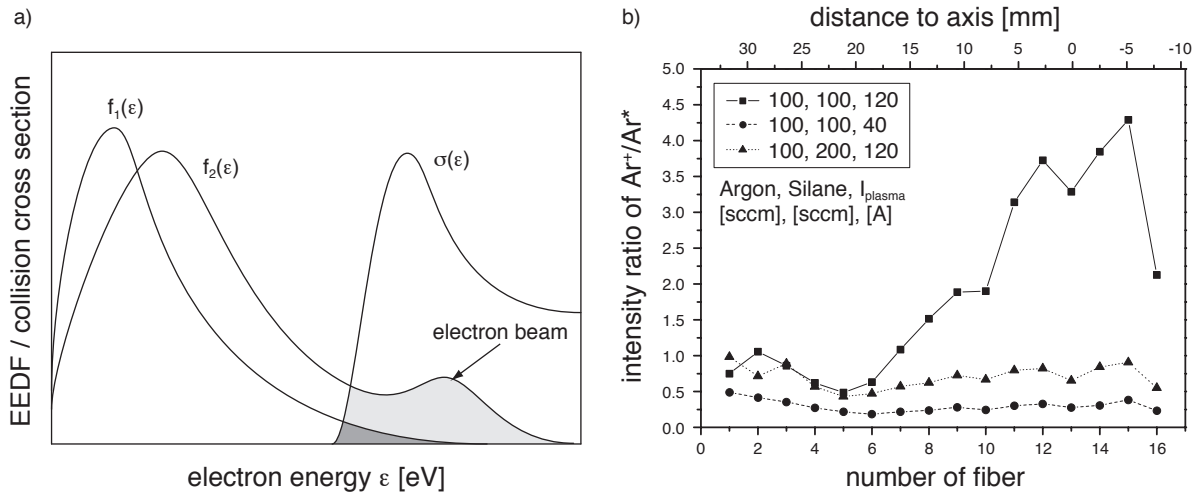 a)
EEDF / collision cross section
f1(ε)
f2(ε)
σ(ε)
electron beam
electron energy ε [eV]
b)
distance to axis [mm]
30 25 20 15 10 5 0 -5 -10
intensity ratio of Ar+/Ar*
5.0
4.5
4.0
3.5
3.0
2.5
2.0
1.5
1.0
0.5
0.0
100, 100, 120
100, 100, 40
100, 200, 120
Argon, Silane, Iplasma
[sccm], [sccm], [A]
0 2 4 6 8 10 12 14 16
number of fiber